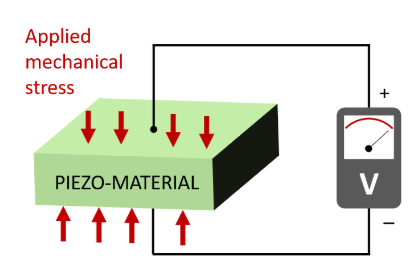 Applied
mechanical
stress
+
PIEZO-MATERIAL
V
–